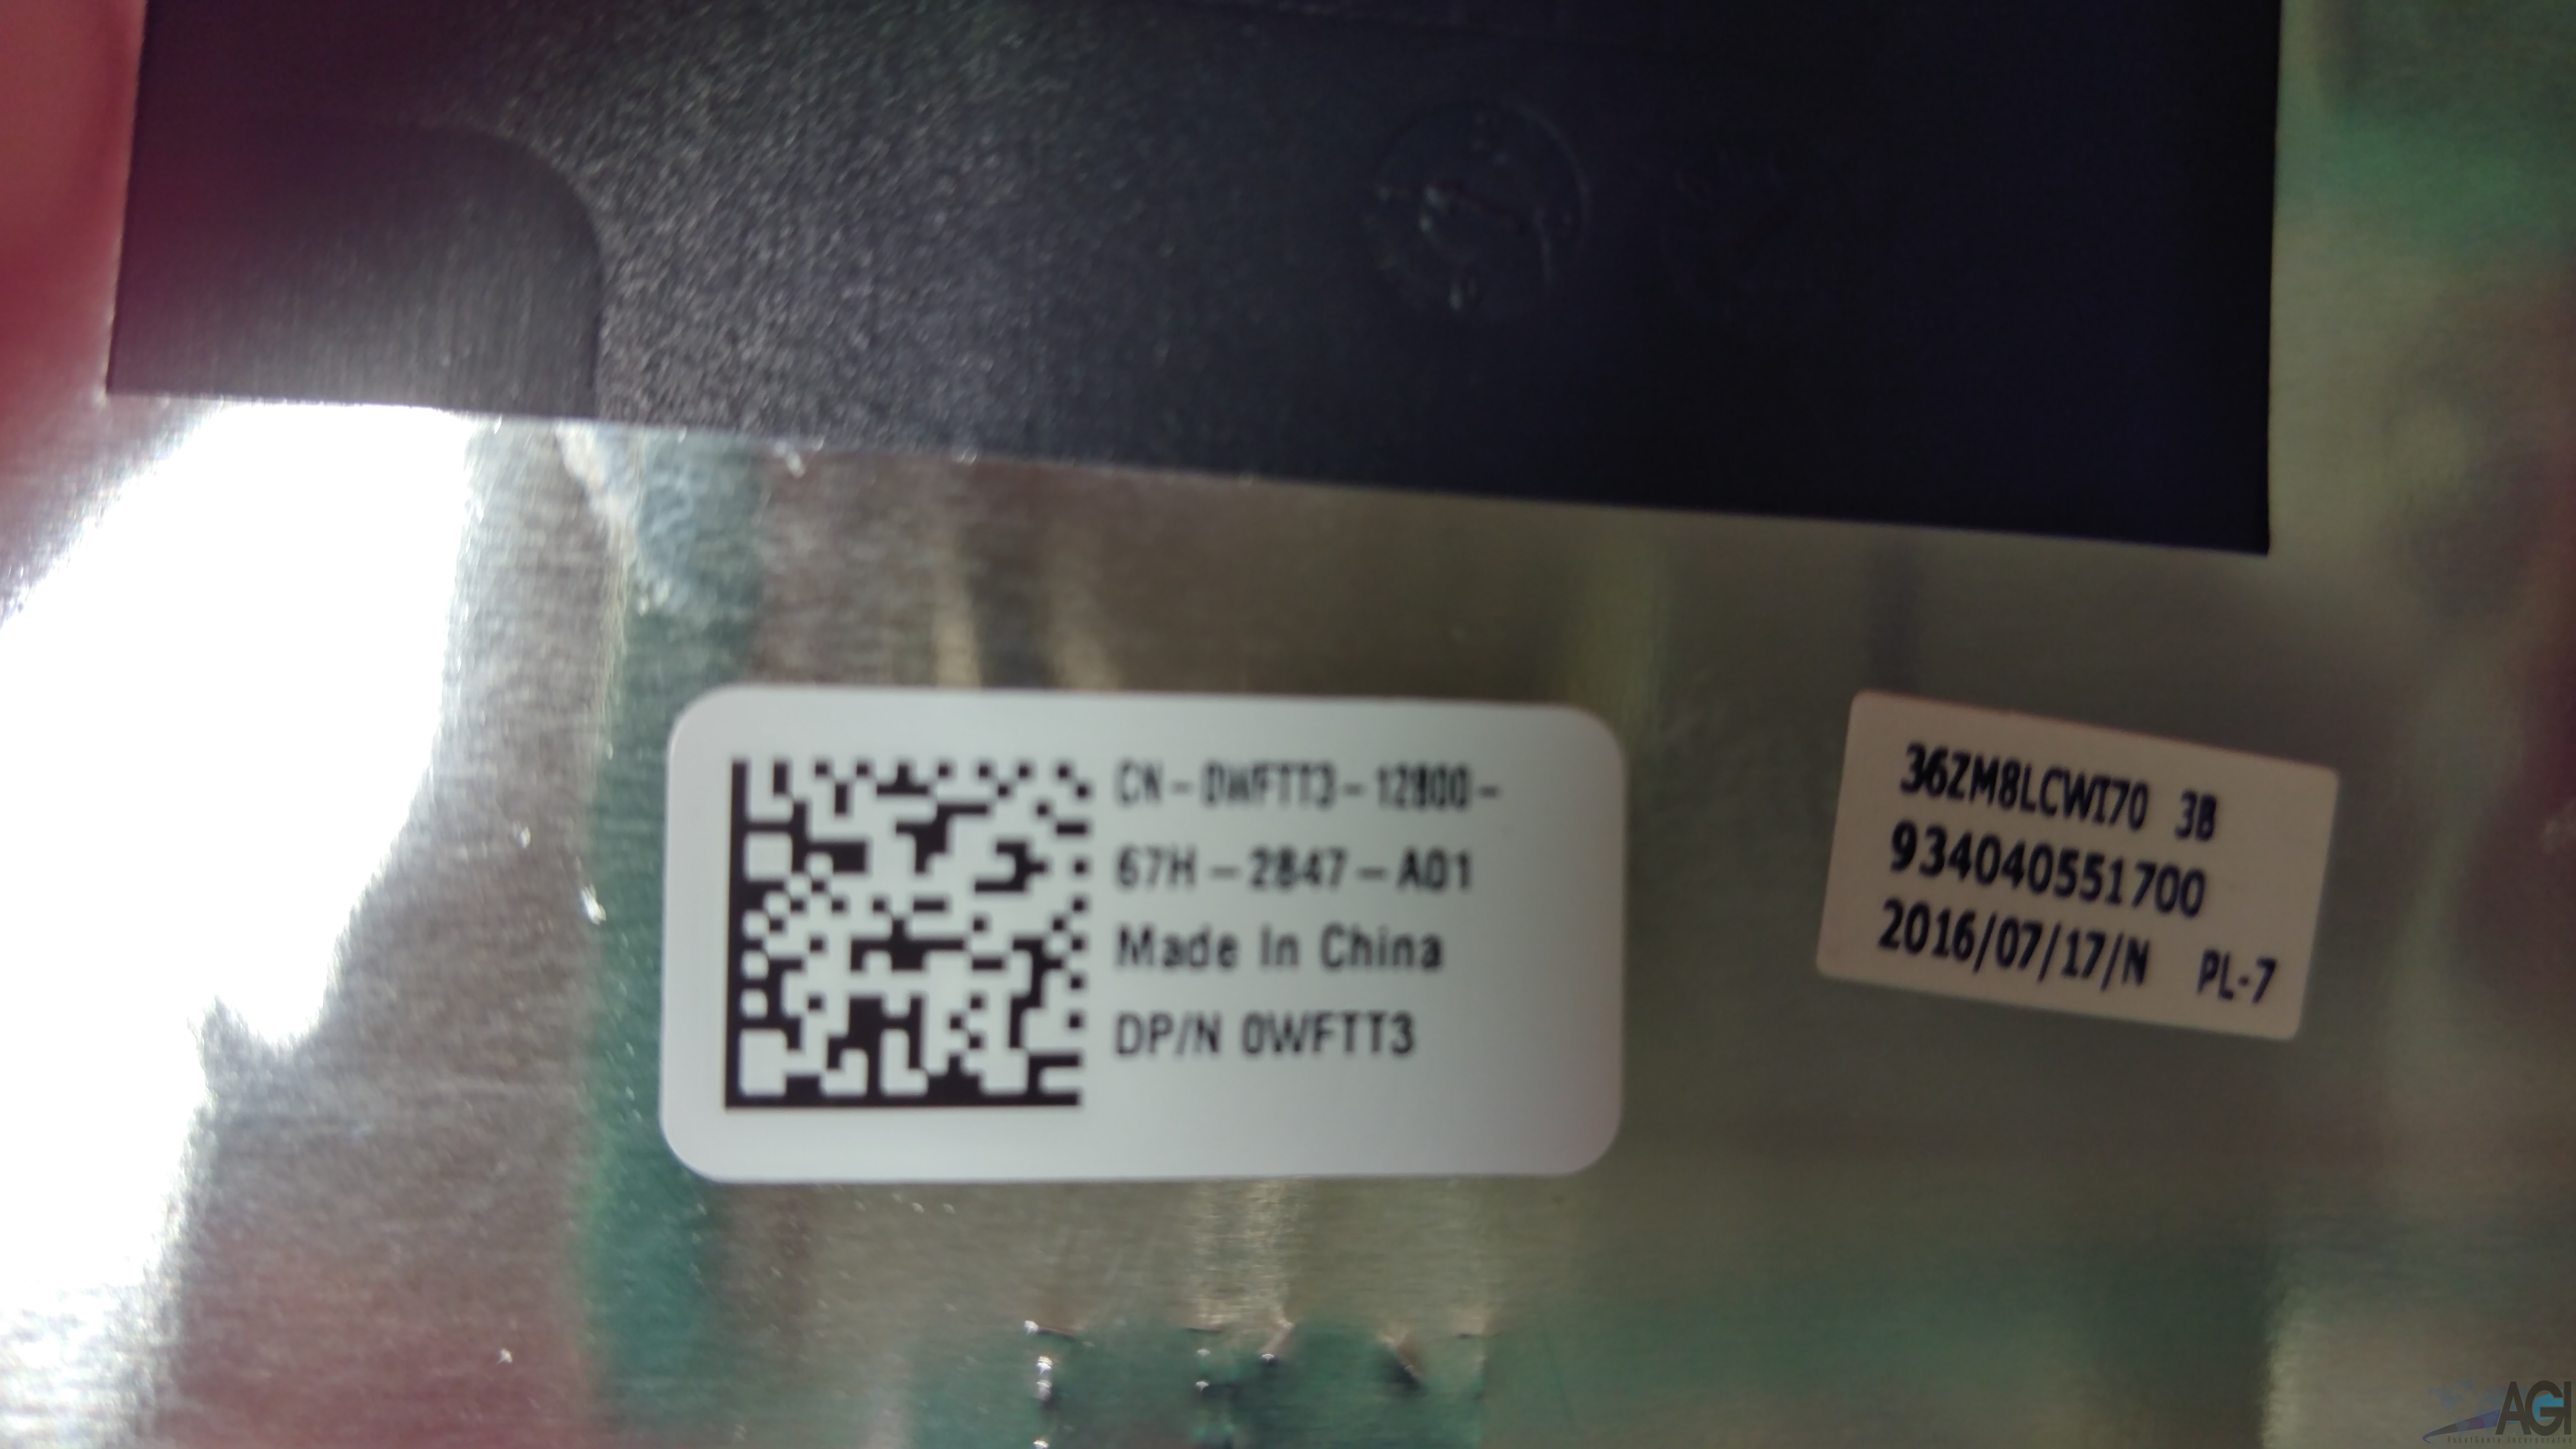 CN-0WFTT3-12800-
67H-2847-A01
Made In China
DP/N 0WFTT3
36ZM8LCWI70 3B
934040551700
2016/07/17/N PL-7
AGI